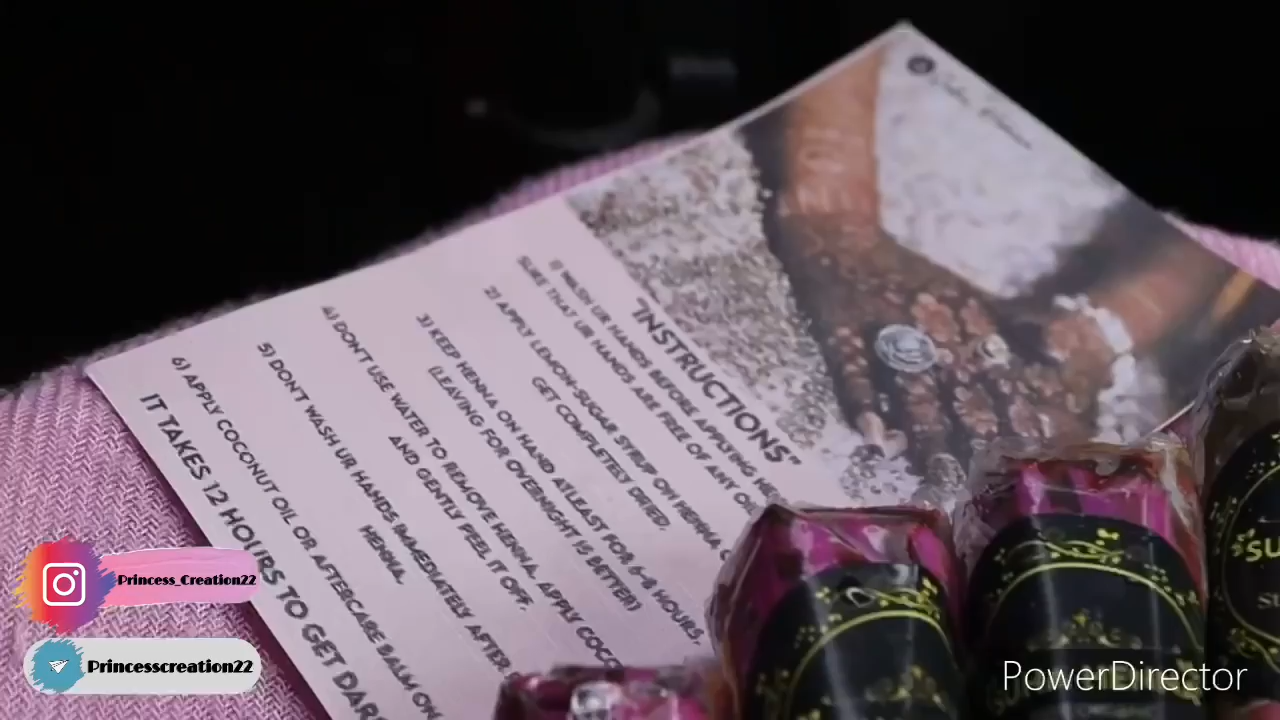 "INSTRUCTIONS"
1) WASH UR HANDS BEFORE APPLYING
SURE THAT UR HANDS ARE FREE OF ANY
2) APPLY LEMON-SUGAR SYRUP ON HENNA
GET COMPLETELY DRIED.
3) KEEP HENNA ON HAND ATLEAST FOR 6-8 HOURS.
(LEAVING FOR OVERNIGHT IS BETTER)
4) DON'T USE WATER TO REMOVE HENNA. APPLY
AND GENTLY PEEL IT OFF.
5) DON'T WASH UR HANDS IMMEDIATELY AFTER
HENNA.
6) APPLY COCONUT OIL OR AFTERCARE BALM ON
IT TAKES 12 HOURS TO GET
SU
Princess_Creation22
Princesscreation22
PowerDirector